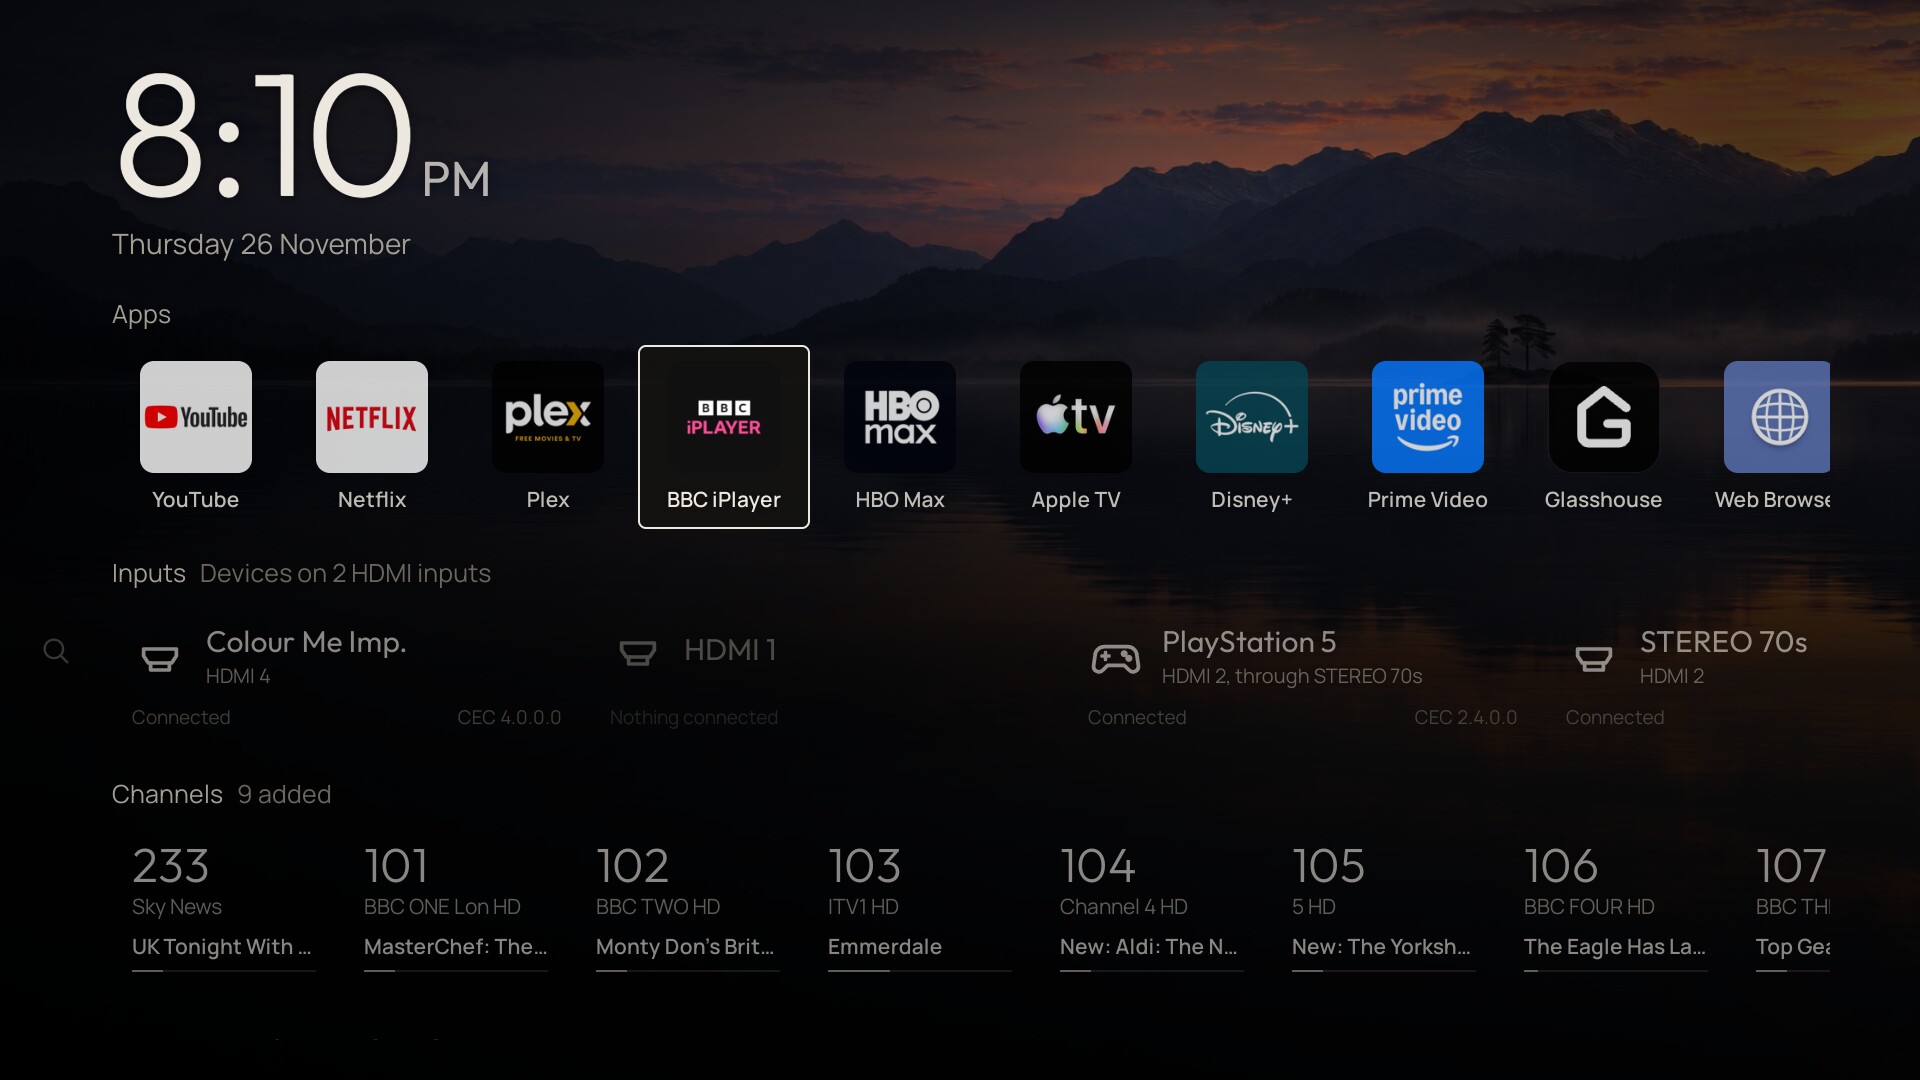 8:10 PM
Thursday 26 November
Apps
YouTube
NETFLIX
plex
FREE MOVIES & TV
BBC
iPLAYER
HBO
max
tv
Disney+
prime
video
YouTube
Netflix
Plex
BBC iPlayer
HBO Max
Apple TV
Disney+
Prime Video
Glasshouse
Web Browse
Inputs Devices on 2 HDMI inputs
Colour Me Imp.
HDMI 4
Connected
CEC 4.0.0.0
HDMI 1
Nothing connected
PlayStation 5
HDMI 2, through STEREO 70s
Connected
CEC 2.4.0.0
STEREO 70s
HDMI 2
Connected
Channels 9 added
233
Sky News
UK Tonight With ...
101
BBC ONE Lon HD
MasterChef: The...
102
BBC TWO HD
Monty Don's Brit...
103
ITV1 HD
Emmerdale
104
Channel 4 HD
New: Aldi: The N...
105
5 HD
New: The Yorksh...
106
BBC FOUR HD
The Eagle Has La...
107
BBC TH
Top Gea